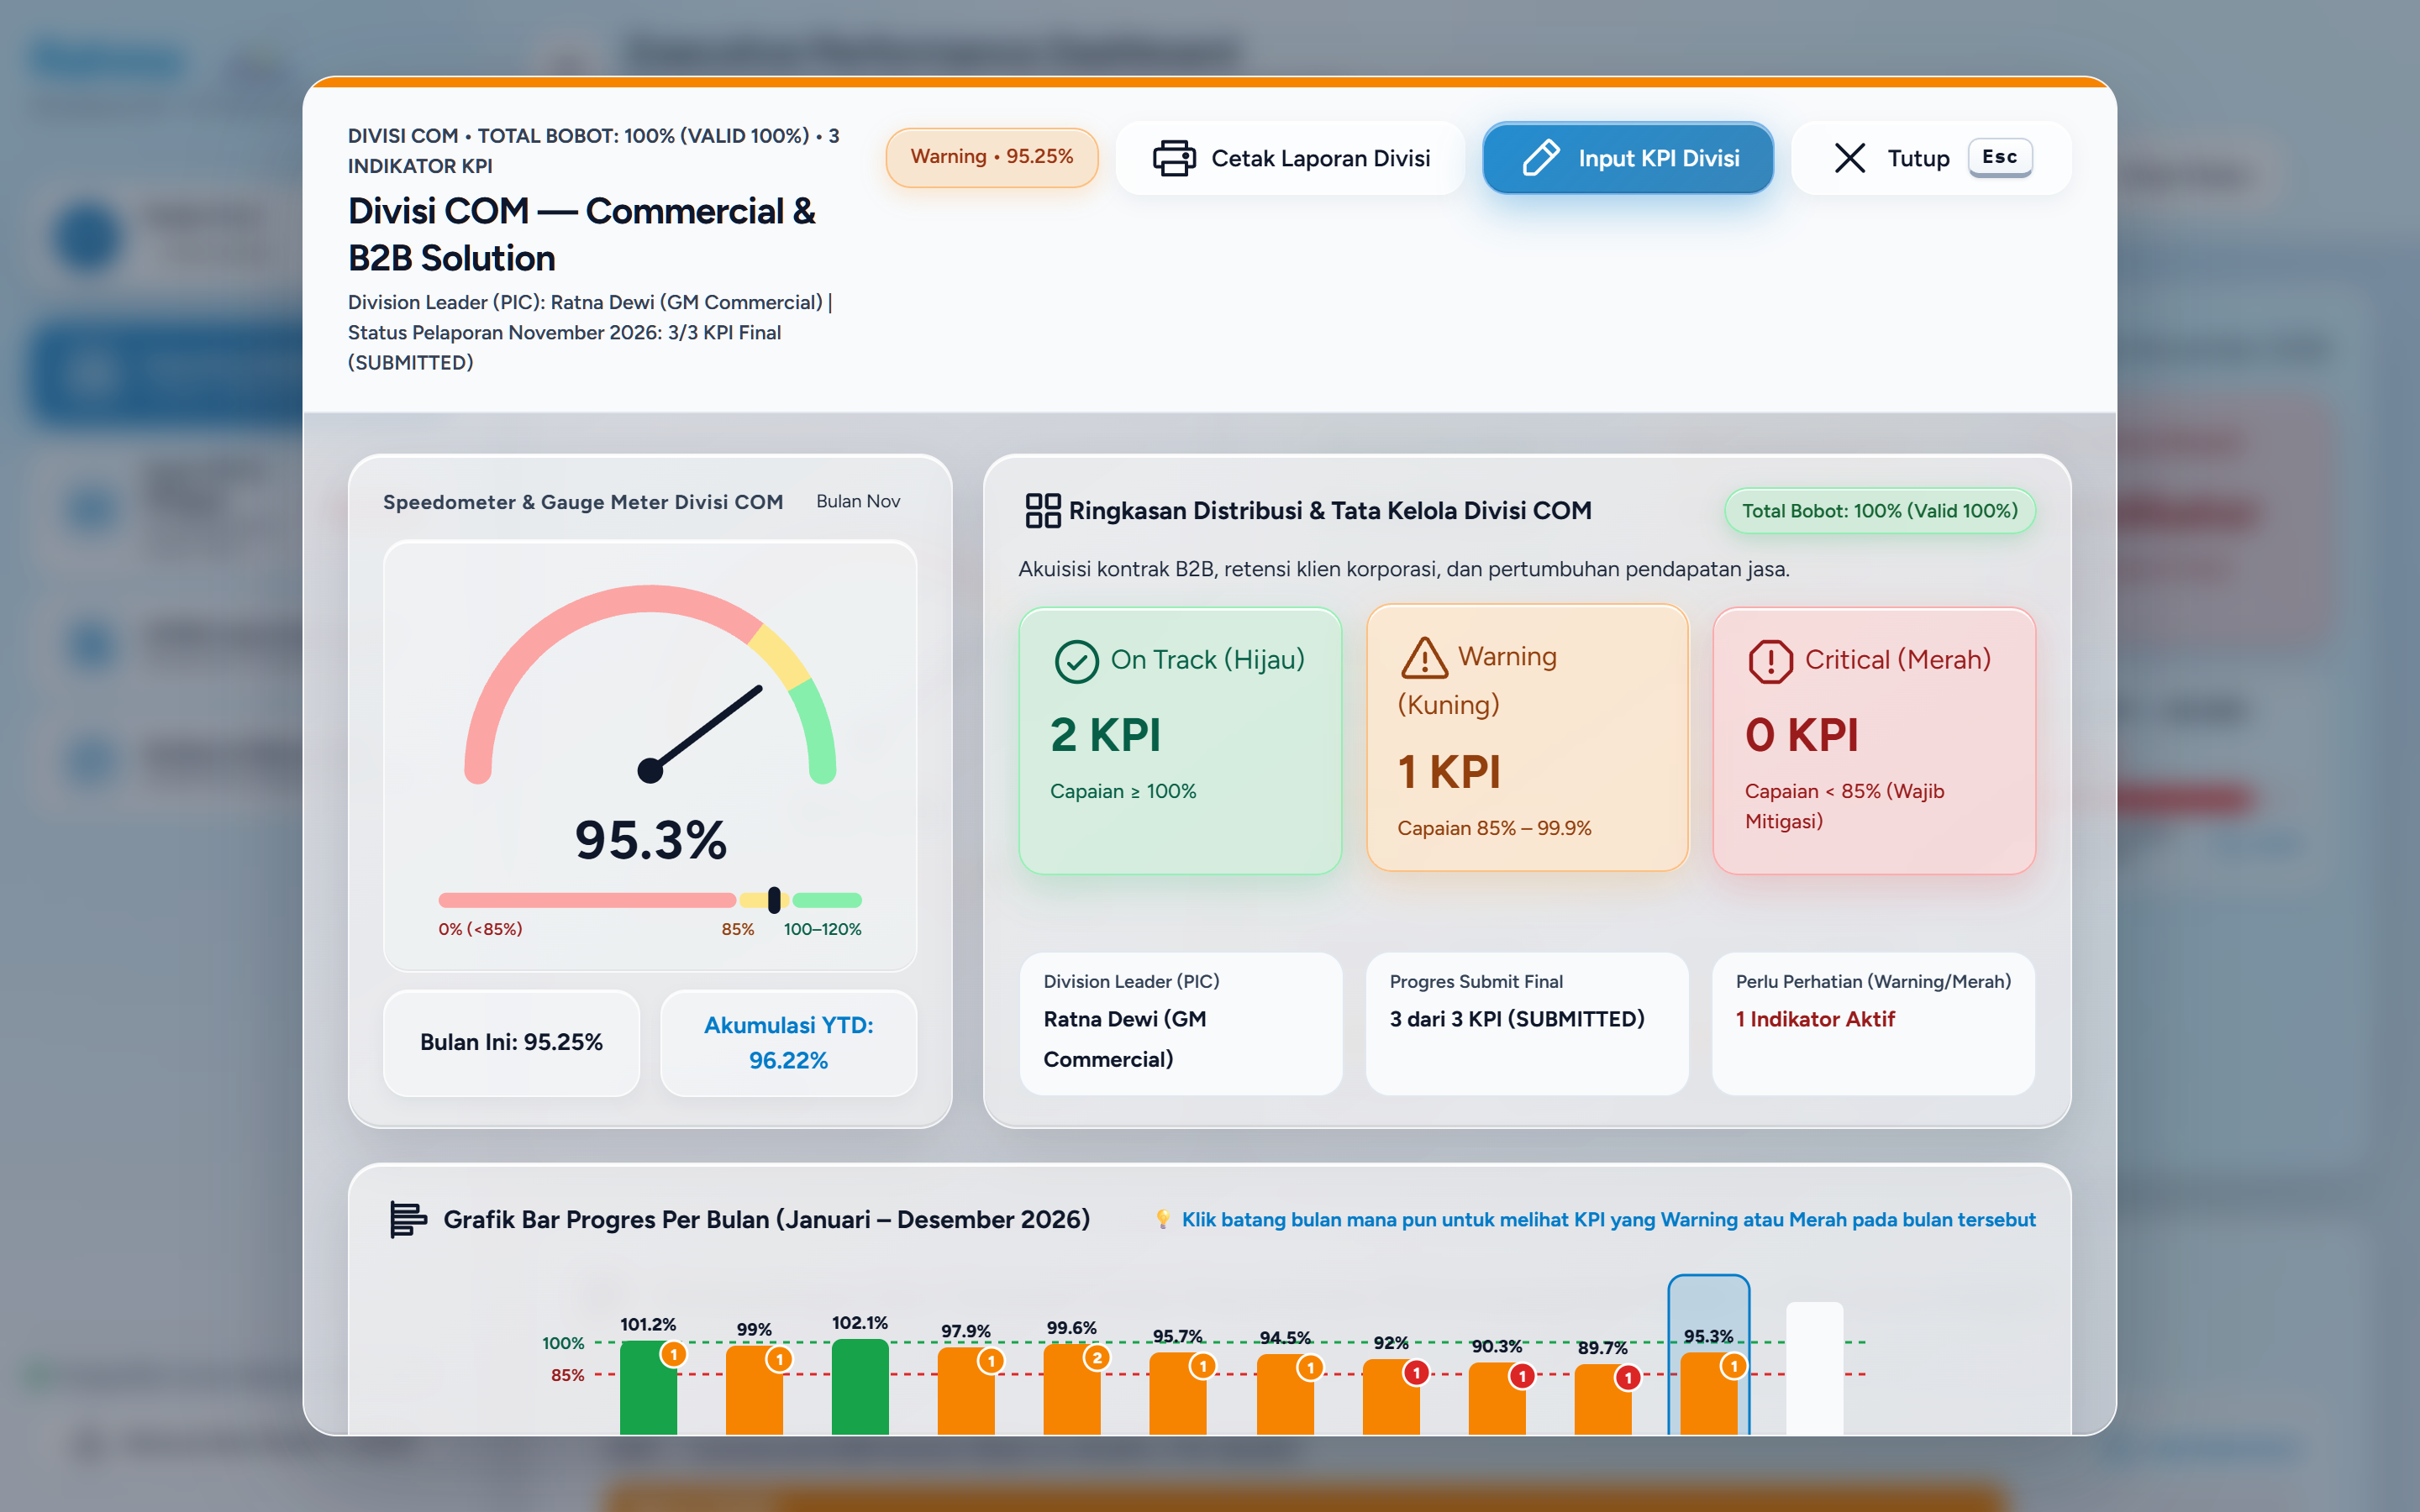 DIVISI COM • TOTAL BOBOT: 100% (VALID 100%) • 3
INDIKATOR KPI
Divisi COM — Commercial &
B2B Solution
Division Leader (PIC): Ratna Dewi (GM Commercial) |
Status Pelaporan November 2026: 3/3 KPI Final
(SUBMITTED)
Warning • 95.25%
Cetak Laporan Divisi
Input KPI Divisi
Tutup Esc
Speedometer & Gauge Meter Divisi COM Bulan Nov
95.3%
0% (<85%) 85% 100–120%
Bulan Ini: 95.25%
Akumulasi YTD:
96.22%
Ringkasan Distribusi & Tata Kelola Divisi COM
Total Bobot: 100% (Valid 100%)
Akuisisi kontrak B2B, retensi klien korporasi, dan pertumbuhan pendapatan jasa.
On Track (Hijau)
2 KPI
Capaian ≥ 100%
Warning
(Kuning)
1 KPI
Capaian 85% – 99.9%
Critical (Merah)
0 KPI
Capaian < 85% (Wajib
Mitigasi)
Division Leader (PIC)
Ratna Dewi (GM
Commercial)
Progres Submit Final
3 dari 3 KPI (SUBMITTED)
Perlu Perhatian (Warning/Merah)
1 Indikator Aktif
Grafik Bar Progres Per Bulan (Januari – Desember 2026)
Klik batang bulan mana pun untuk melihat KPI yang Warning atau Merah pada bulan tersebut
101.2% 99% 102.1% 97.9% 99.6% 95.7% 94.5% 92% 90.3% 89.7% 95.3%
100%
1 1 1 2 1 1 1 1 1 1
85%